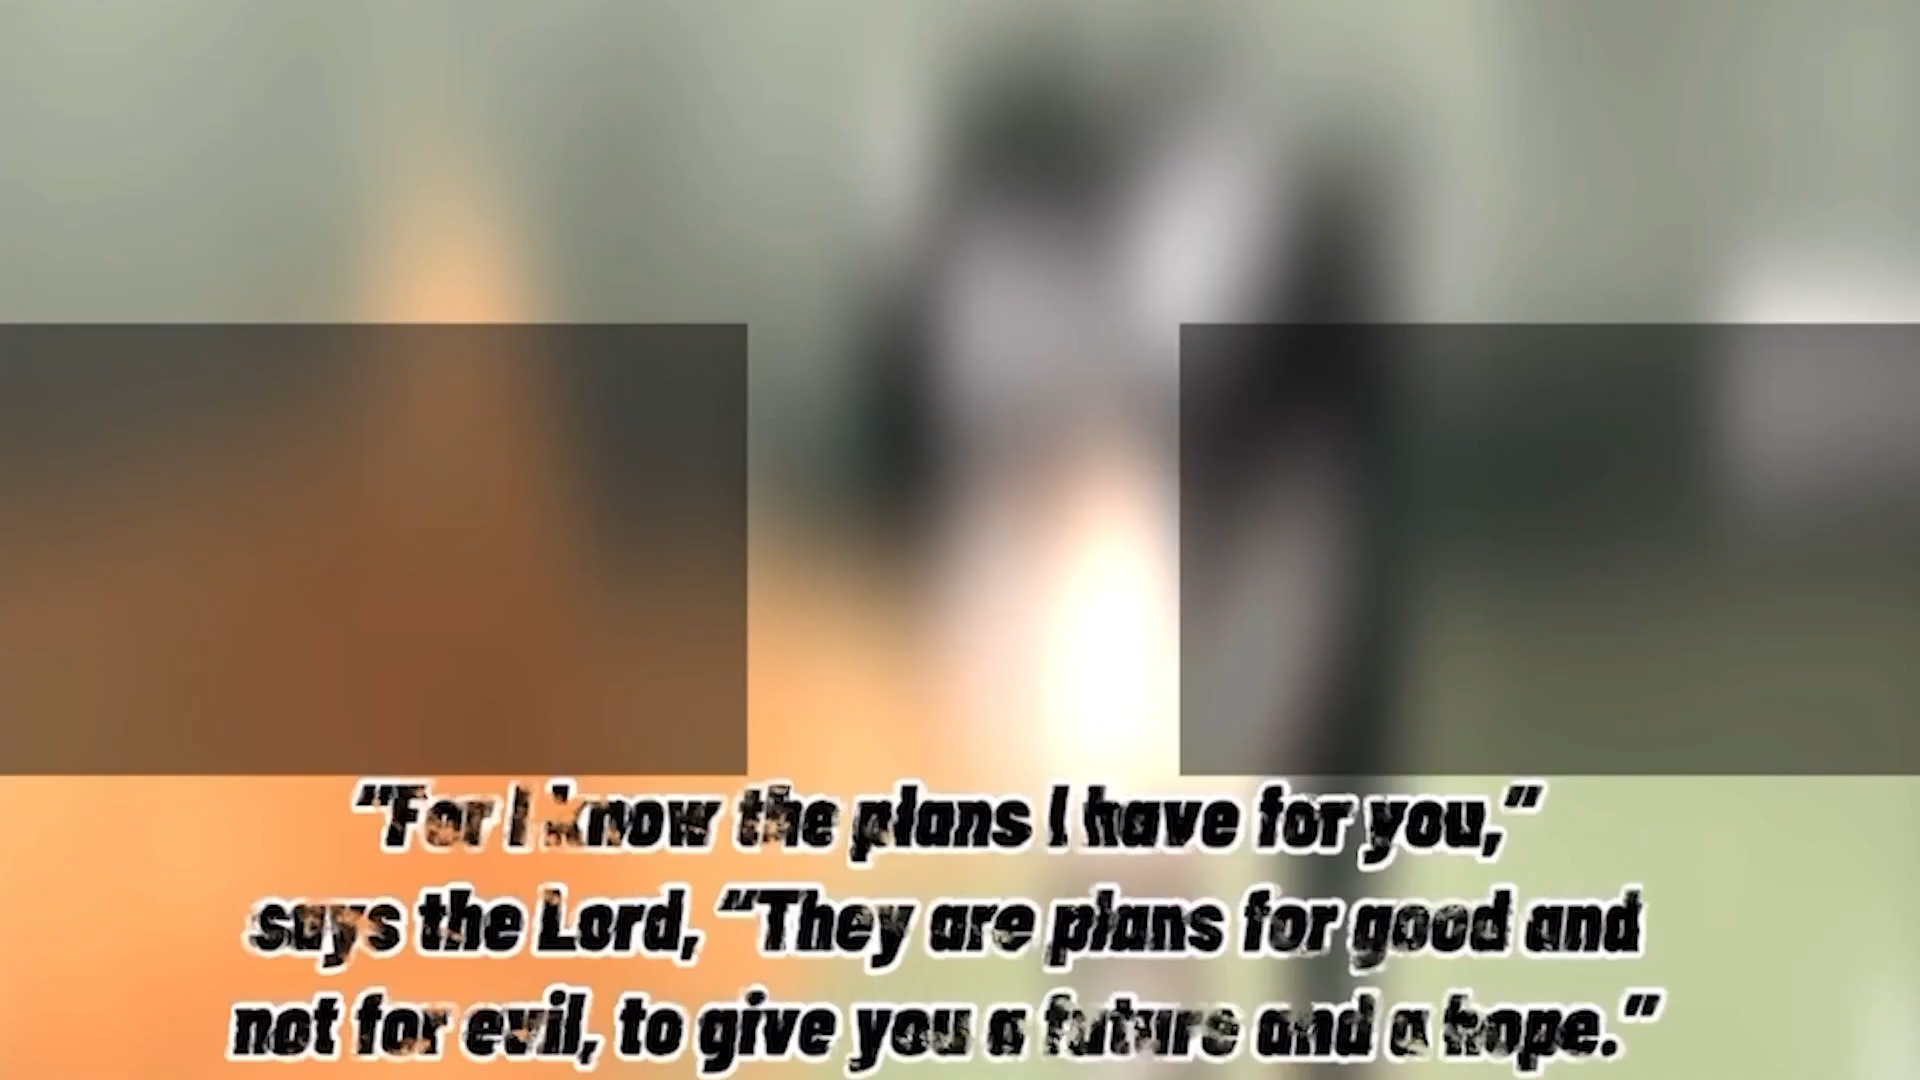 “For I know the plans I have for you,”
says the Lord, “They are plans for good and
not for evil, to give you a future and a hope.”